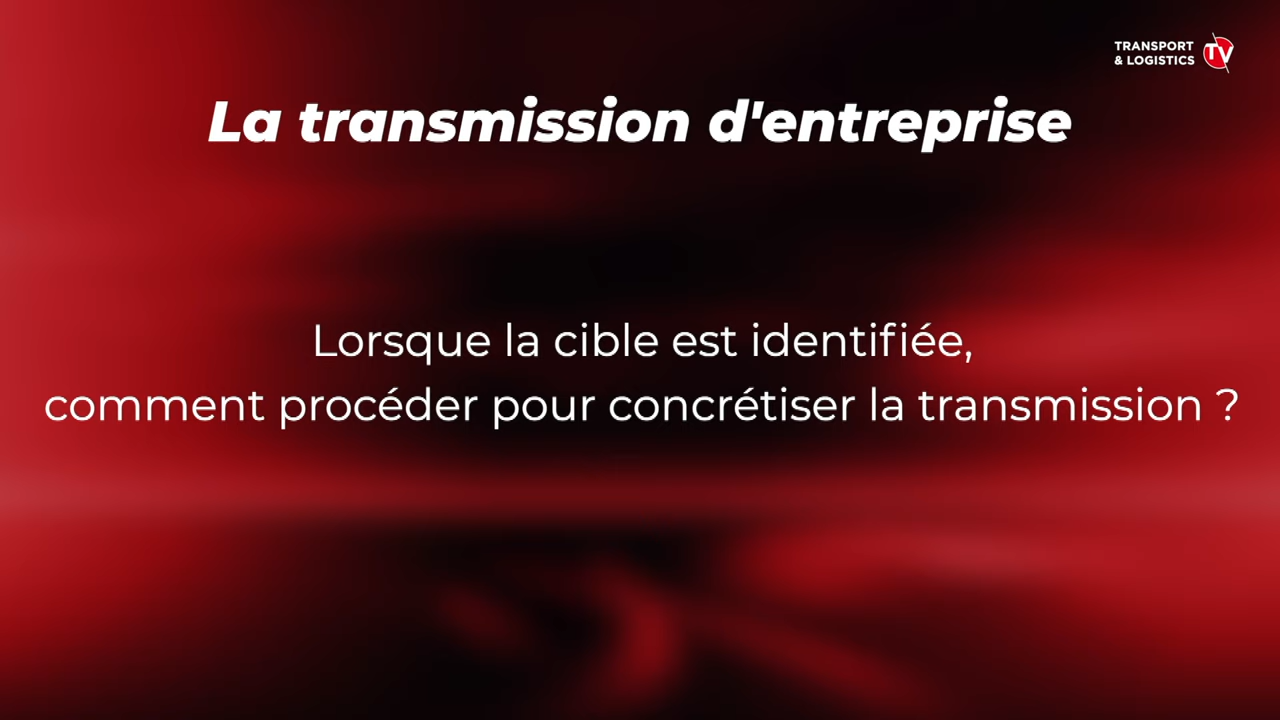 TRANSPORT
& LOGISTICS
TV
La transmission d'entreprise
Lorsque la cible est identifiée,
comment procéder pour concrétiser la transmission ?